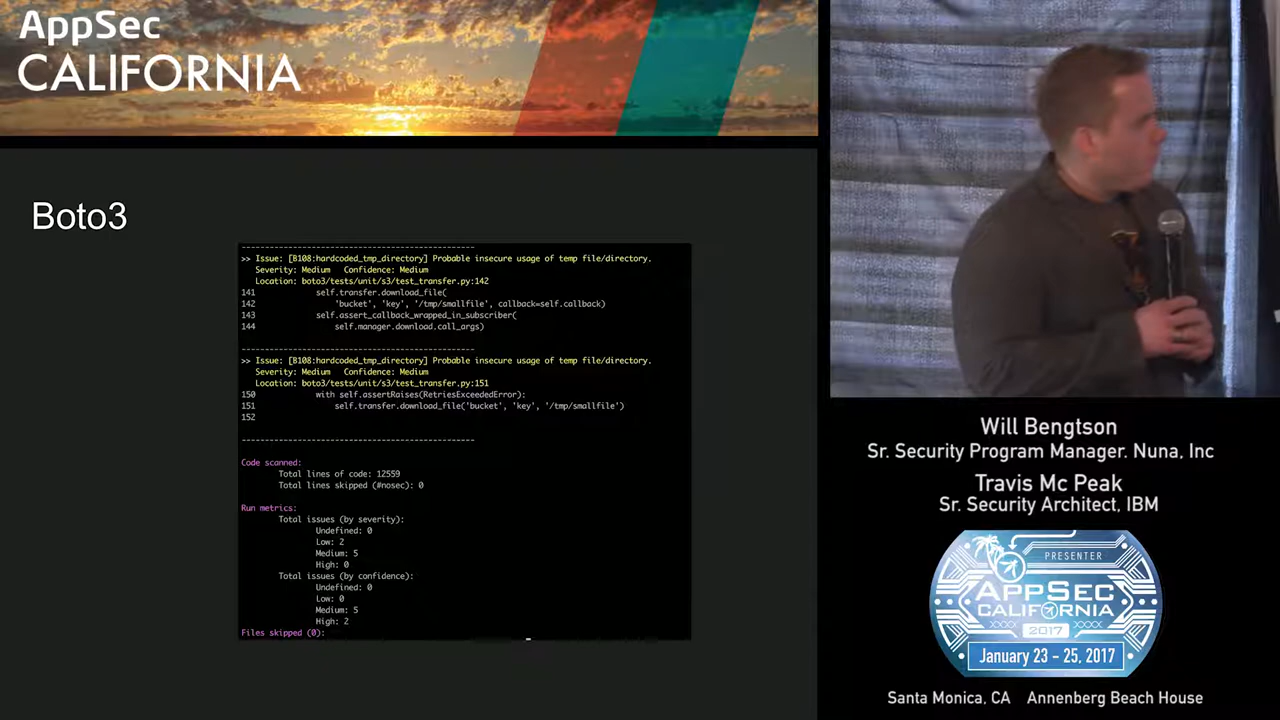 AppSec
CALIFORNIA
Boto3
--------------------------------------------------
>> Issue: [B108:hardcoded_tmp_directory] Probable insecure usage of temp file/directory.
Severity: Medium   Confidence: Medium
Location: boto3/tests/unit/s3/test_transfer.py:142
141 self.transfer.download_file(
142 'bucket', 'key', '/tmp/smallfile', callback=self.callback)
143 self.assert_callback_wrapped_in_subscriber(
144 self.manager.download.call_args)
--------------------------------------------------
>> Issue: [B108:hardcoded_tmp_directory] Probable insecure usage of temp file/directory.
Severity: Medium   Confidence: Medium
Location: boto3/tests/unit/s3/test_transfer.py:151
150 with self.assertRaises(RetriesExceededError):
151 self.transfer.download_file('bucket', 'key', '/tmp/smallfile')
152
--------------------------------------------------
Code scanned:
Total lines of code: 12559
Total lines skipped (#nosec): 0
Run metrics:
Total issues (by severity):
Undefined: 0
Low: 2
Medium: 5
High: 0
Total issues (by confidence):
Undefined: 0
Low: 0
Medium: 5
High: 2
Files skipped (0):
Will Bengtson
Sr. Security Program Manager. Nuna, Inc
Travis Mc Peak
Sr. Security Architect, IBM
PRESENTER
APPSEC
CALIFORNIA
XXXX 2017 XXXX
January 23 - 25, 2017
Santa Monica, CA   Annenberg Beach House